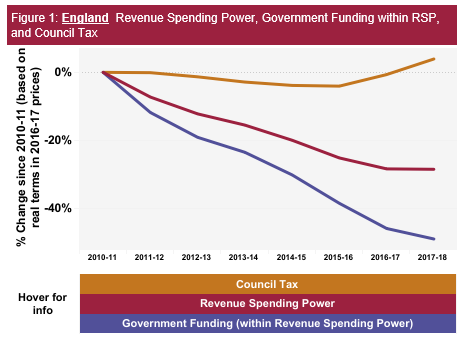 Figure 1: England Revenue Spending Power, Government Funding within RSP,
and Council Tax
% Change since 2010-11 (based on
real terms in 2016-17 prices)
0%
-20%
-40%
2010-11 2011-12 2012-13 2013-14 2014-15 2015-16 2016-17 2017-18
Hover for
info
Council Tax
Revenue Spending Power
Government Funding (within Revenue Spending Power)